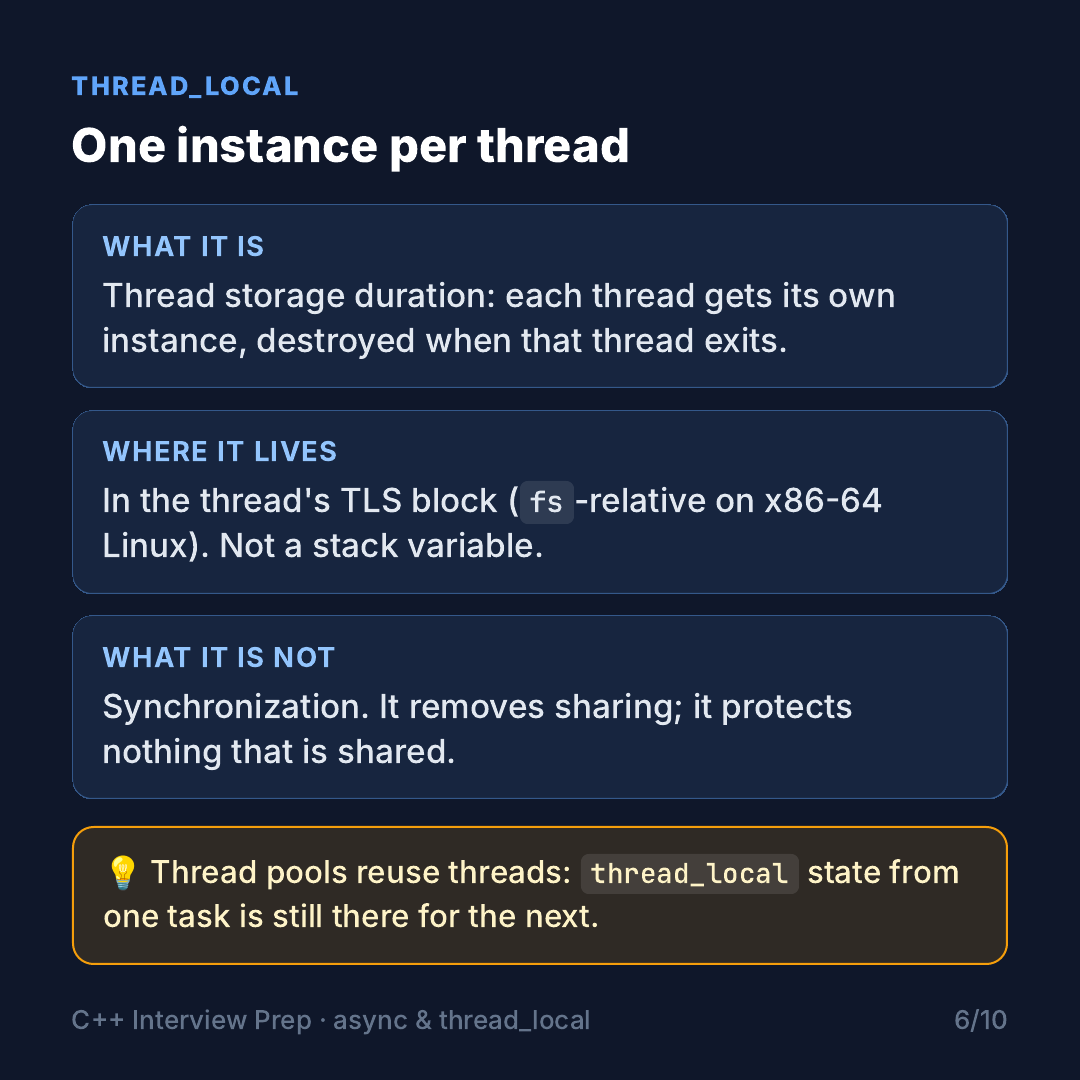 THREAD_LOCAL
One instance per thread
WHAT IT IS
Thread storage duration: each thread gets its own
instance, destroyed when that thread exits.
WHERE IT LIVES
In the thread's TLS block (fs-relative on x86-64
Linux). Not a stack variable.
WHAT IT IS NOT
Synchronization. It removes sharing; it protects
nothing that is shared.
💡 Thread pools reuse threads: thread_local state from
one task is still there for the next.
C++ Interview Prep · async & thread_local
6/10